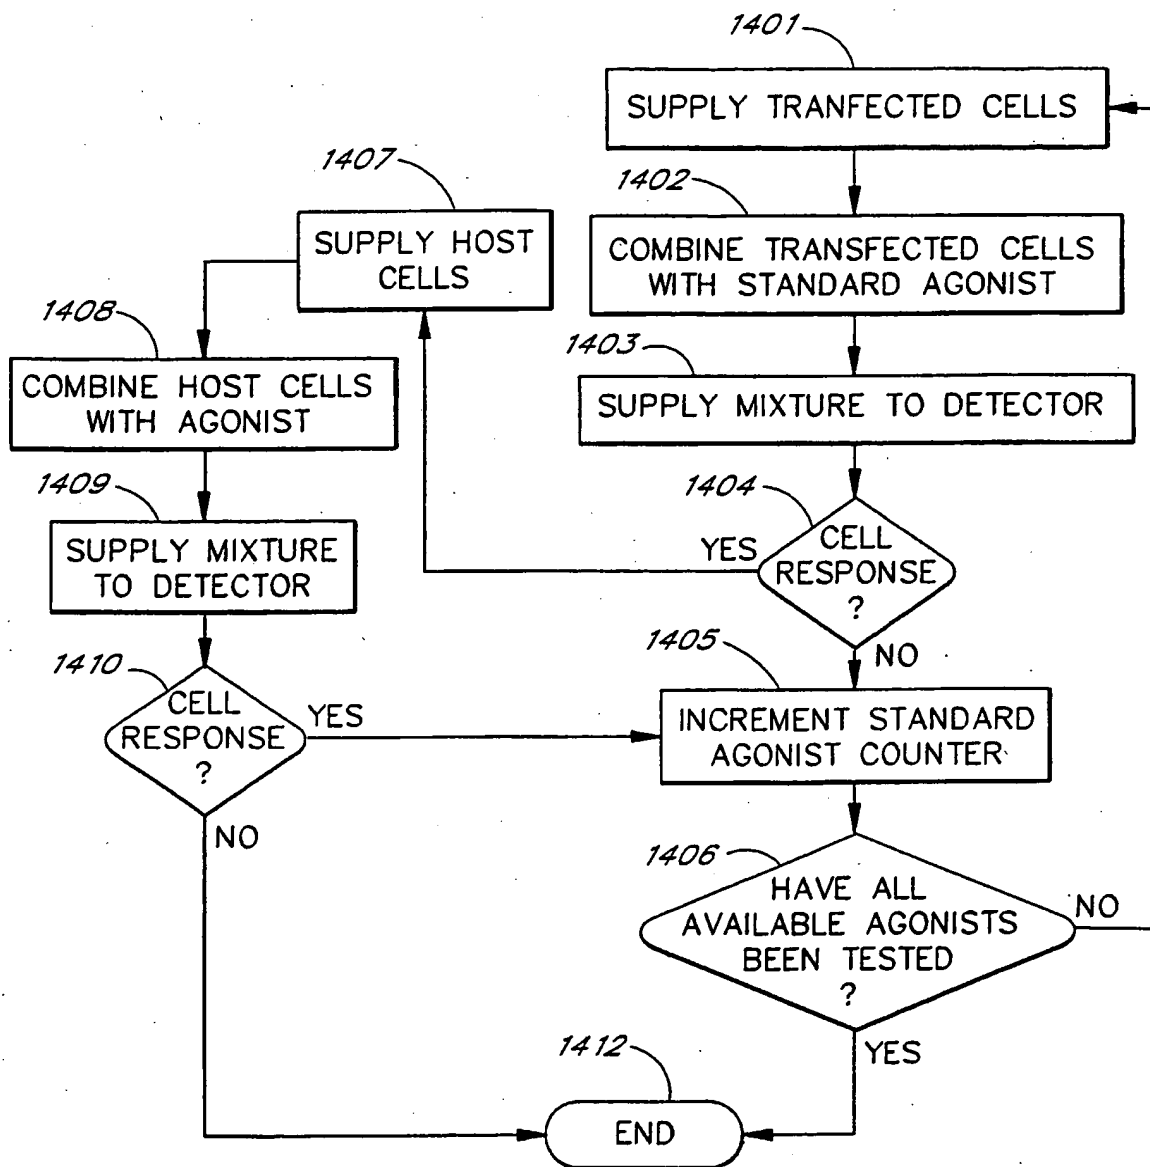 1401
SUPPLY TRANFECTED CELLS
1402
COMBINE TRANSFECTED CELLS
WITH STANDARD AGONIST
1403
SUPPLY MIXTURE TO DETECTOR
1404
CELL
RESPONSE
?
YES
NO
1407
SUPPLY HOST
CELLS
1408
COMBINE HOST CELLS
WITH AGONIST
1409
SUPPLY MIXTURE
TO DETECTOR
1410
CELL
RESPONSE
?
YES
NO
1405
INCREMENT STANDARD
AGONIST COUNTER
1406
HAVE ALL
AVAILABLE AGONISTS
BEEN TESTED
?
NO
YES
1412
END